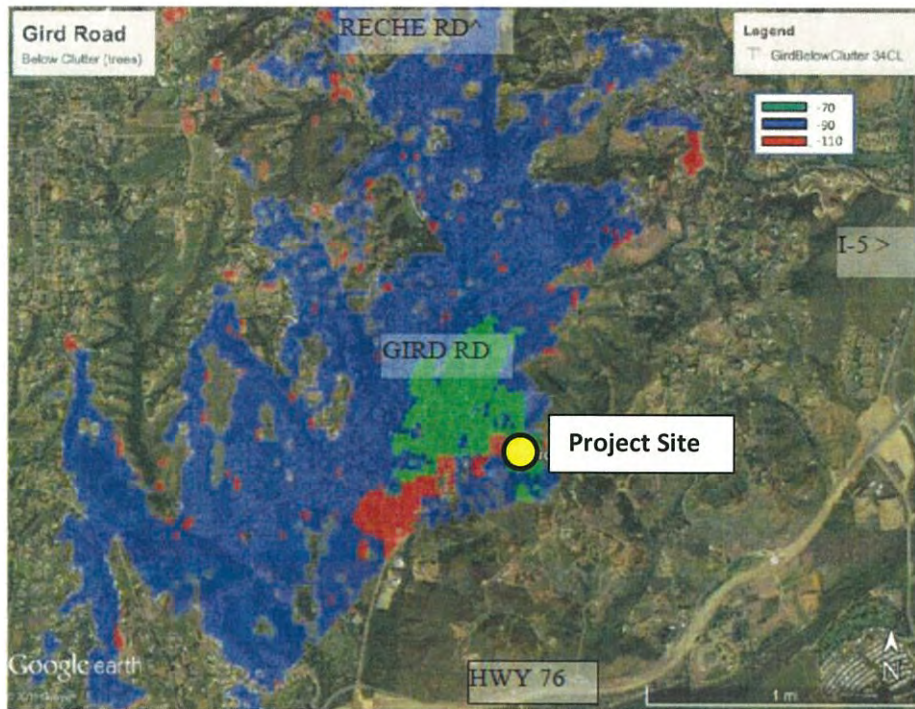 Gird Road
Below Clutter (trees)
RECHE RD^
Legend
GirdBelowClutter 34CL
-70
-90
-110
I-5 >
GIRD RD
Project Site
Google earth
HWY 76
1 mi
N